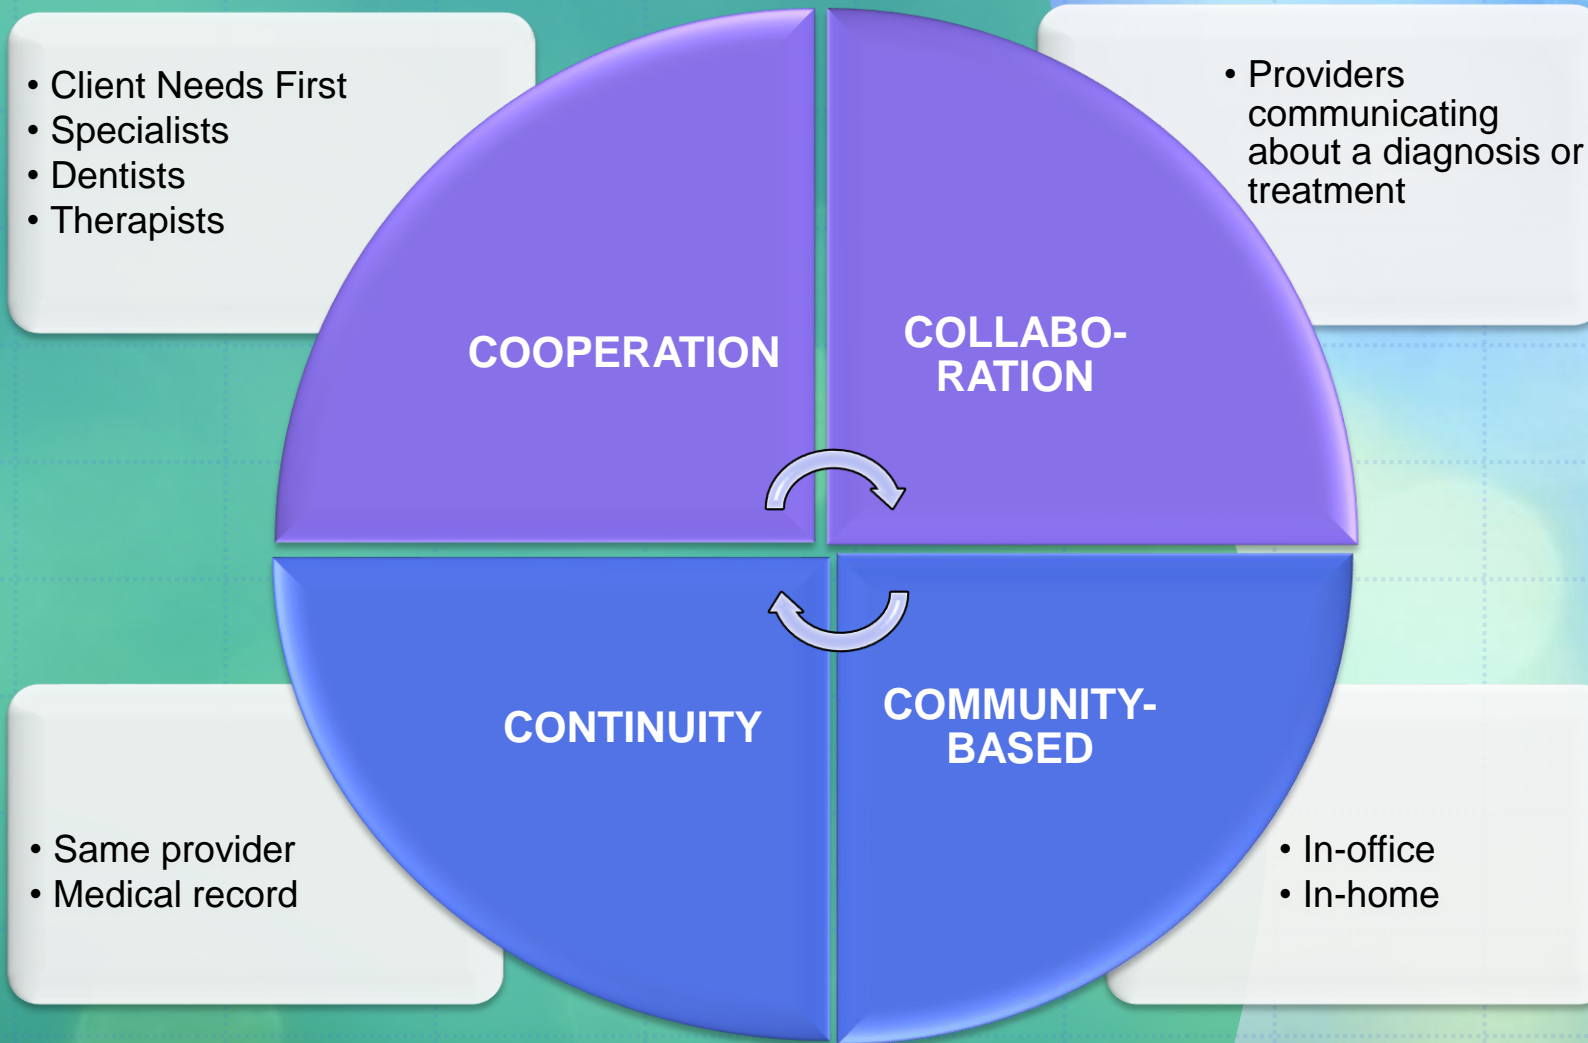 • Client Needs First
• Specialists
• Dentists
• Therapists
• Providers
communicating
about a diagnosis or
treatment
COOPERATION
COLLABO-
RATION
CONTINUITY
COMMUNITY-
BASED
• Same provider
• Medical record
• In-office
• In-home